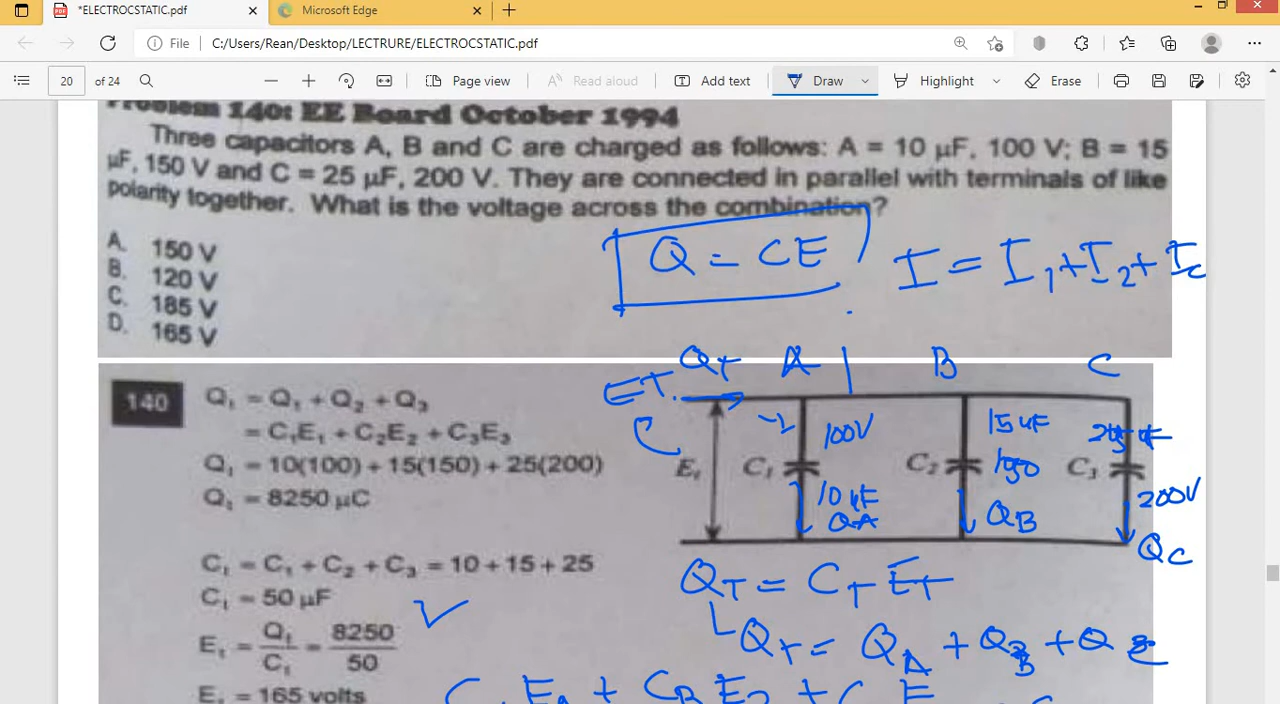 *ELECTROCSTATIC.pdf
Microsoft Edge
File
C:/Users/Rean/Desktop/LECTRURE/ELECTROCSTATIC.pdf
20
of 24
Page view
Read aloud
Add text
Draw
Highlight
Erase
Problem 140: EE Board October 1994
Three capacitors A, B and C are charged as follows: A = 10 µF, 100 V; B = 15
µF, 150 V and C = 25 µF, 200 V. They are connected in parallel with terminals of like
polarity together. What is the voltage across the combination?
A. 150 V
B. 120 V
C. 185 V
D. 165 V
Q = CE
I = I1 + I2 + Ic
140
Qt = Q1 + Q2 + Q3
= C1E1 + C2E2 + C3E3
Qt = 10(100) + 15(150) + 25(200)
Qt = 8250 µC
Ct = C1 + C2 + C3 = 10 + 15 + 25
Ct = 50 µF
Et = Qt/Ct = 8250/50
Et = 165 volts
ET
QT
A
B
C
Et
C1
100V
10 µF
QA
C2
15 µF
150
QB
C3
200V
QC
QT = CT ET
QT = QA + QB + Q